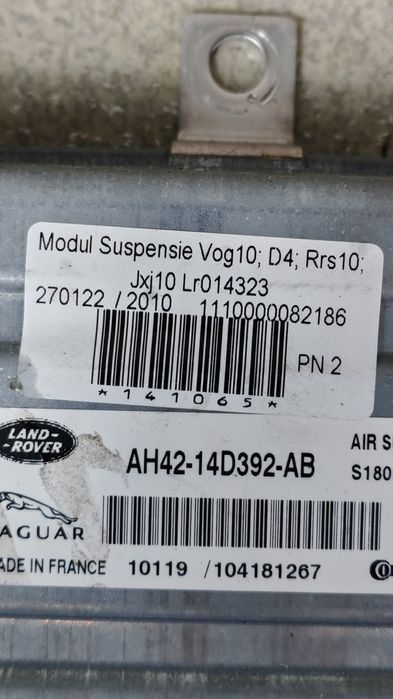 Modul Suspensie Vog10; D4; Rrs10;
Jxj10 Lr014323
270122 / 2010 1110000082186
PN 2
*141065*
LAND-
-ROVER
AH42-14D392-AB
AIR S
S180
AGUAR
ADE IN FRANCE 10119 /104181267